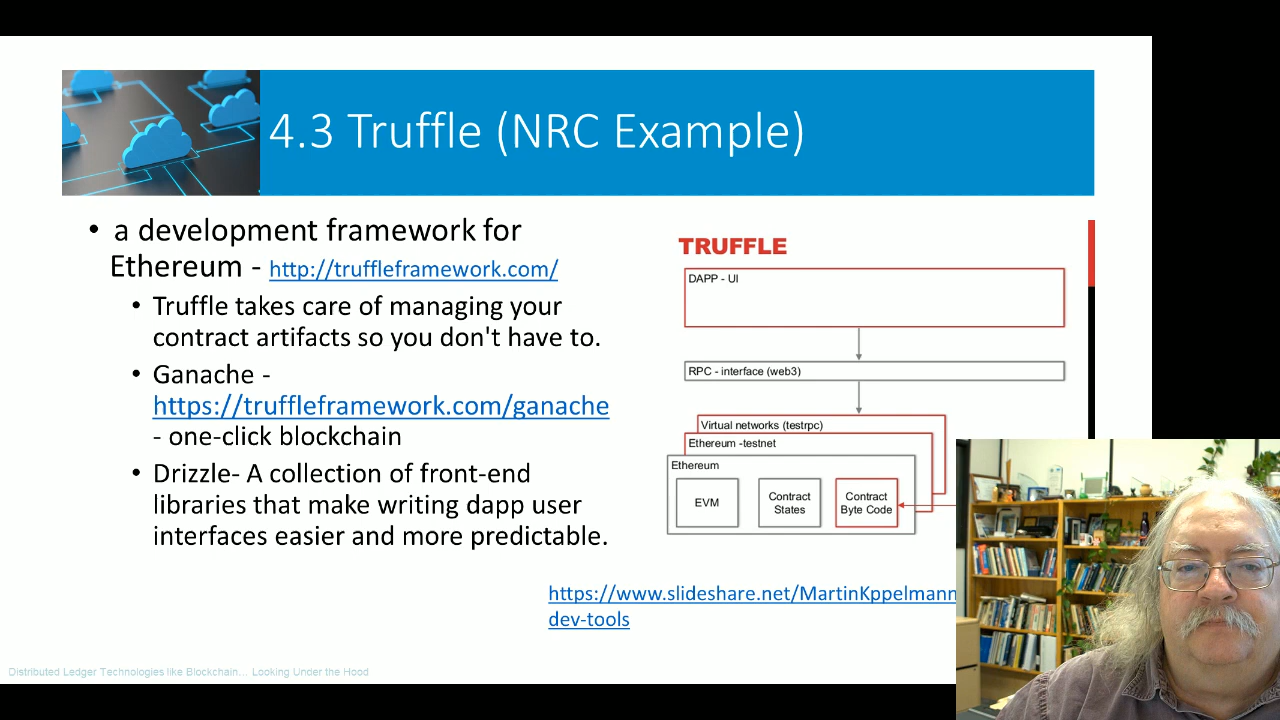 4.3 Truffle (NRC Example)
• a development framework for
Ethereum - http://truffleframework.com/
• Truffle takes care of managing your
contract artifacts so you don't have to.
• Ganache -
https://truffleframework.com/ganache
- one-click blockchain
• Drizzle- A collection of front-end
libraries that make writing dapp user
interfaces easier and more predictable.
TRUFFLE
DAPP - UI
RPC - interface (web3)
Virtual networks (testrpc)
Ethereum -testnet
Ethereum
EVM
Contract
States
Contract
Byte Code
https://www.slideshare.net/MartinKppelmann
dev-tools
Distributed Ledger Technologies like Blockchain... Looking Under the Hood